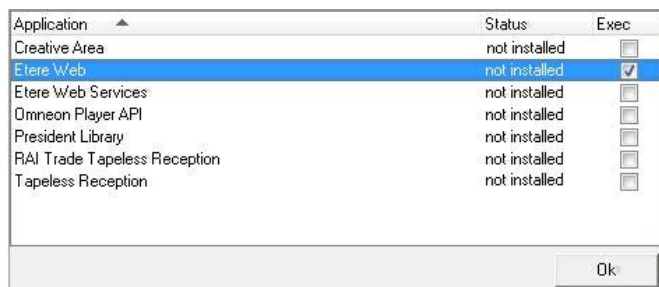 Application Status Exec
Creative Area not installed
Etere Web not installed
Etere Web Services not installed
Omneon Player API not installed
President Library not installed
RAI Trade Tapeless Reception not installed
Tapeless Reception not installed
Ok